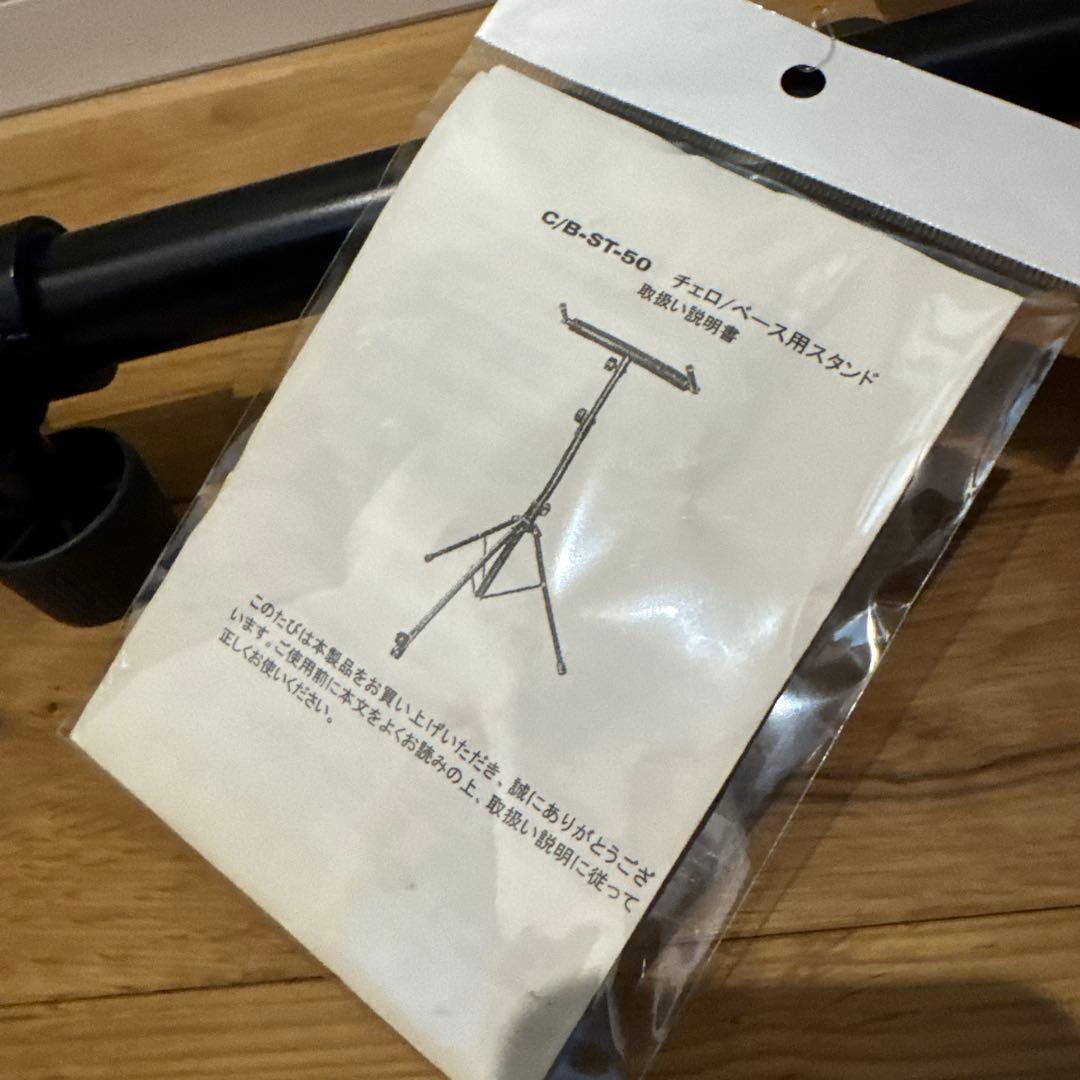 C/B-ST-50 チェロ/ベース用スタンド
取扱い説明書
このたびは本製品をお買い上げいただき、誠にありがとうござ
います。ご使用前に本文をよくお読みの上、取扱い説明に従って
正しくお使いください。